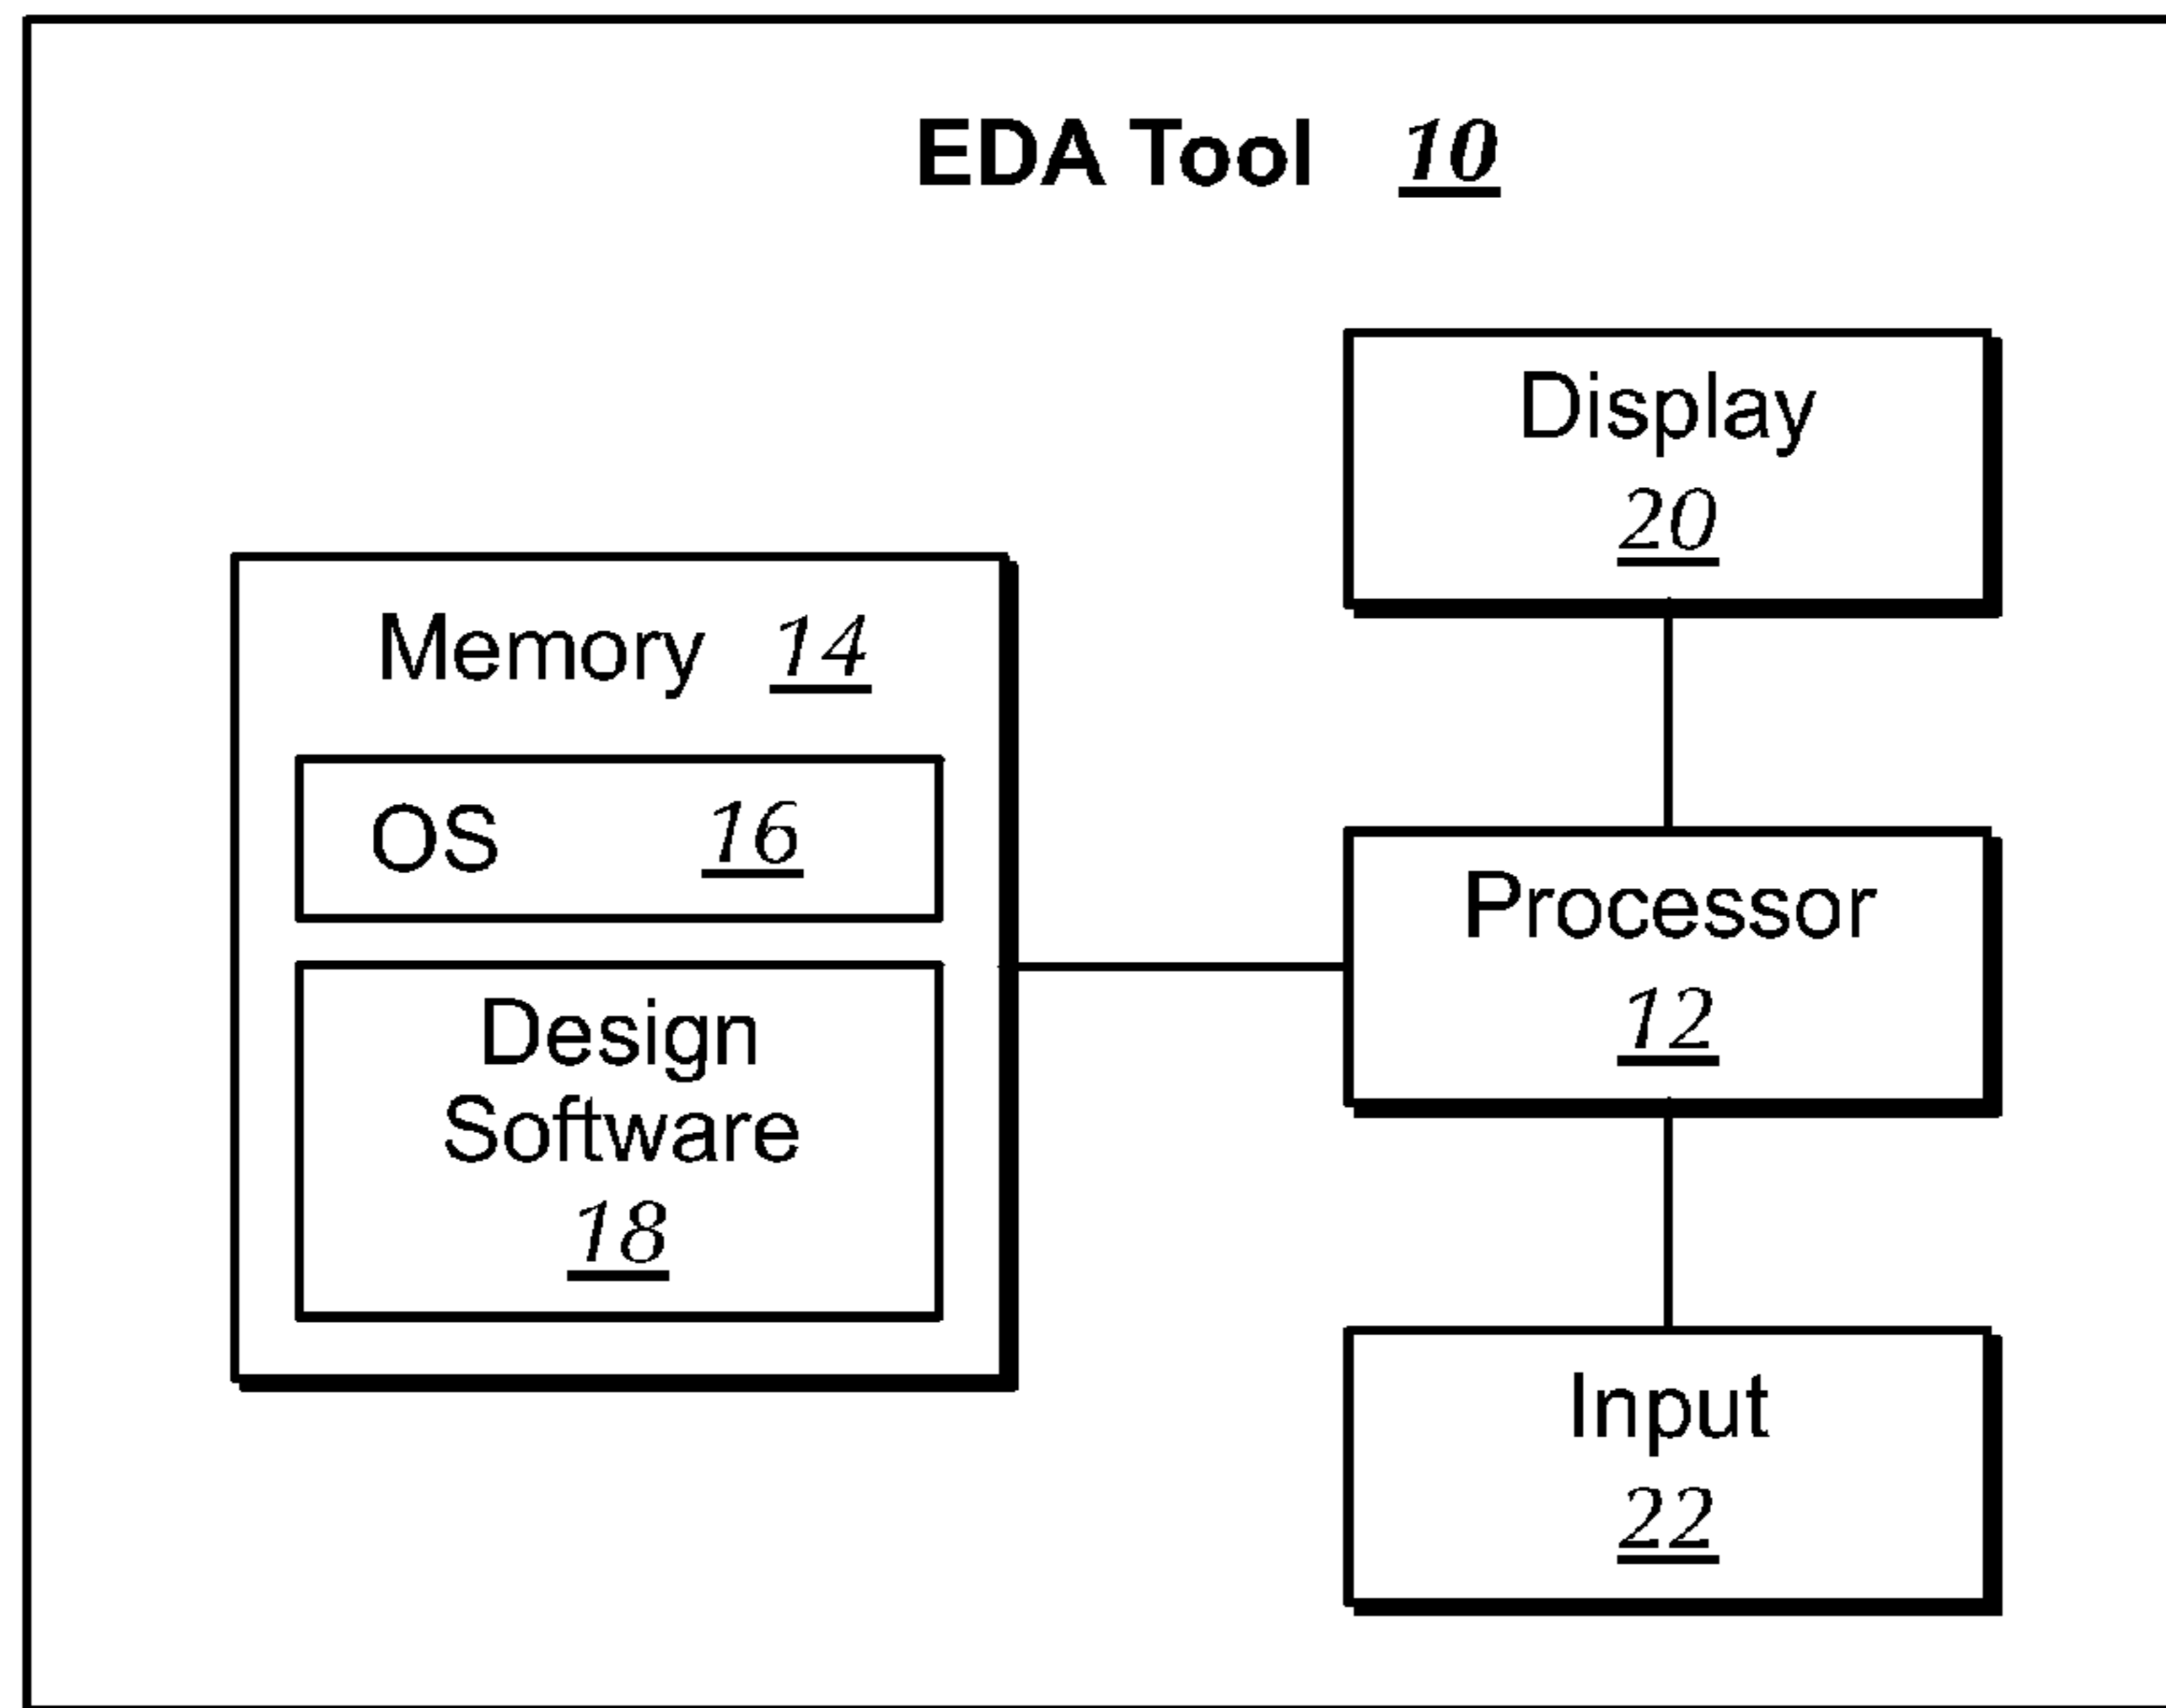 EDA Tool 10
Display
20
Memory 14
OS 16
Design
Software
18
Processor
12
Input
22